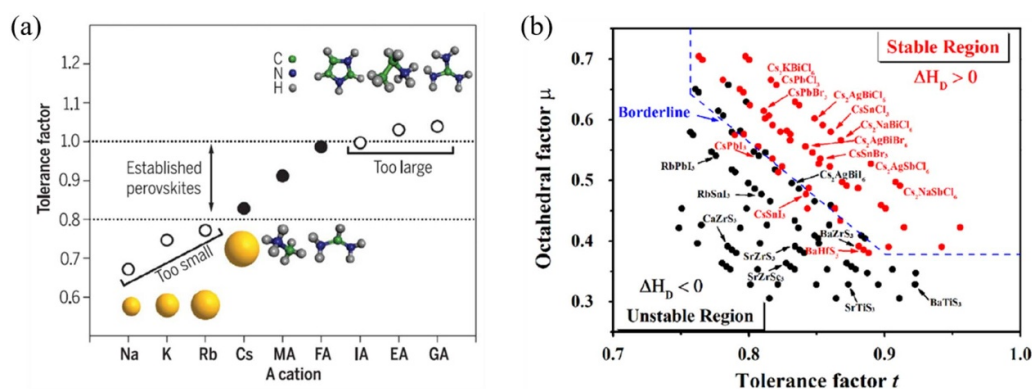 (a)
Tolerance factor
1.2
1.1
1.0
0.9
0.8
0.7
0.6
C
N
H
Established
perovskites
Too large
Too small
Na K Rb Cs MA FA IA EA GA
A cation
(b)
Octahedral factor μ
0.7
0.6
0.5
0.4
0.3
Stable Region
ΔH_D > 0
Borderline
Cs₂KBiCl₆
CsPbCl₃
CsPbBr₃
Cs₂AgBiCl₆
CsSnCl₃
Cs₂NaBiCl₆
Cs₂AgBiBr₆
CsSnBr₃
CsPbI₃
RbPbI₃
Cs₂AgSbCl₆
Cs₂AgBiI₆
Cs₂NaSbCl₆
RbSnI₃
CsSnI₃
CaZrS₃
BaZrS₃
BaHfS₃
SrZrS₃
SrZrSe₃
SrTiS₃
BaTiS₃
ΔH_D < 0
Unstable Region
0.7 0.8 0.9 1.0
Tolerance factor t